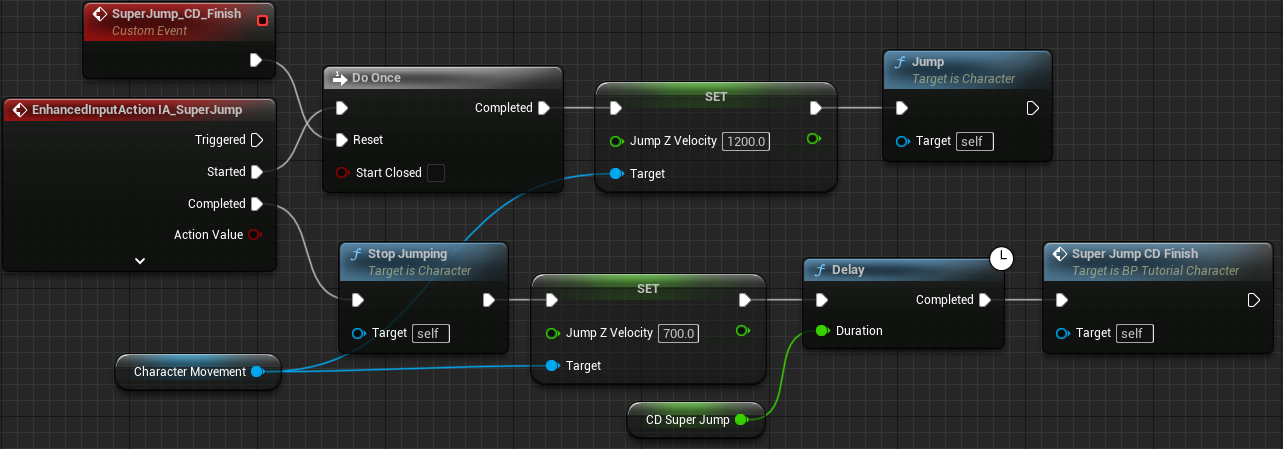 SuperJump_CD_Finish
Custom Event
EnhancedInputAction IA_SuperJump
Triggered
Started
Completed
Action Value
Do Once
Completed
Reset
Start Closed
SET
Jump Z Velocity 1200.0
Target
Jump
Target is Character
Target self
Stop Jumping
Target is Character
Target self
Character Movement
SET
Jump Z Velocity 700.0
Target
Delay
Completed
Duration
CD Super Jump
Super Jump CD Finish
Target is BP Tutorial Character
Target self